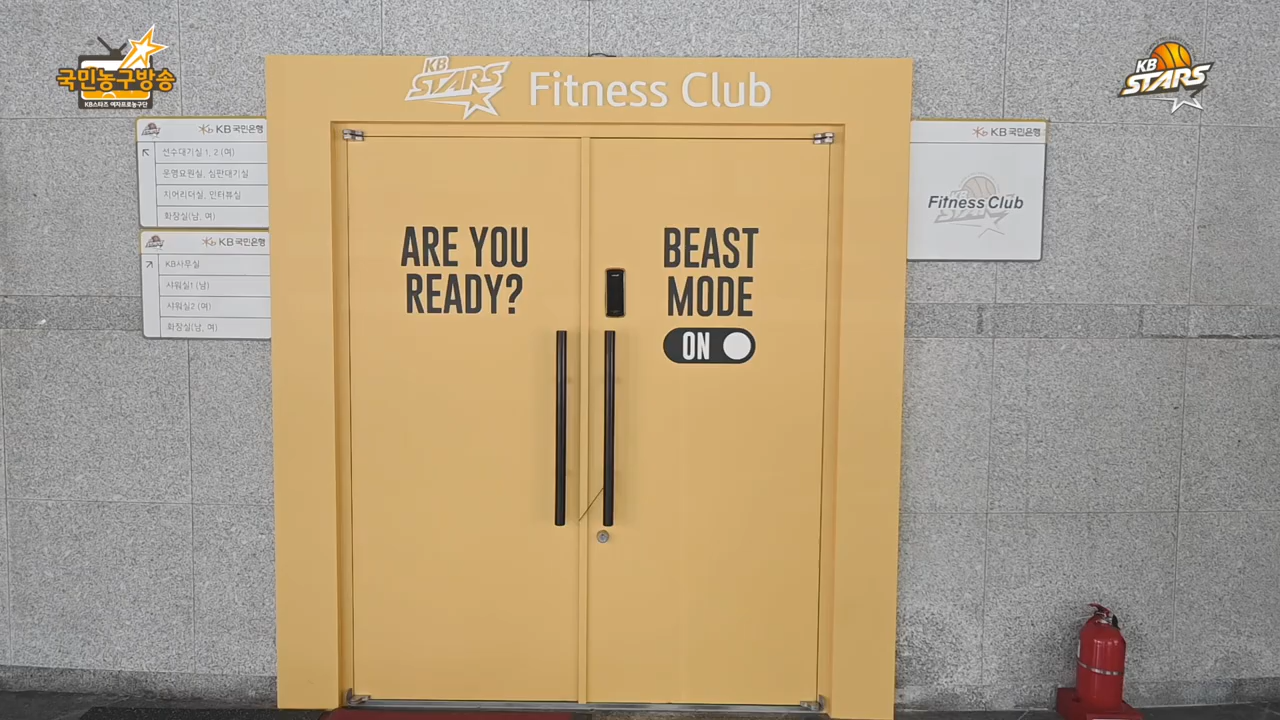 국민농구방송
KB스타즈 여자프로농구단
KB
STARS
KB
STARS
Fitness Club
KB 국민은행
선수대기실 1, 2 (여)
운영요원실, 심판대기실
치어리더실, 인터뷰실
화장실(남, 여)
KB 국민은행
KB사무실
샤워실1 (남)
샤워실2 (여)
화장실(남, 여)
ARE YOU
READY?
BEAST
MODE
ON
KB 국민은행
KB
STARS
Fitness Club